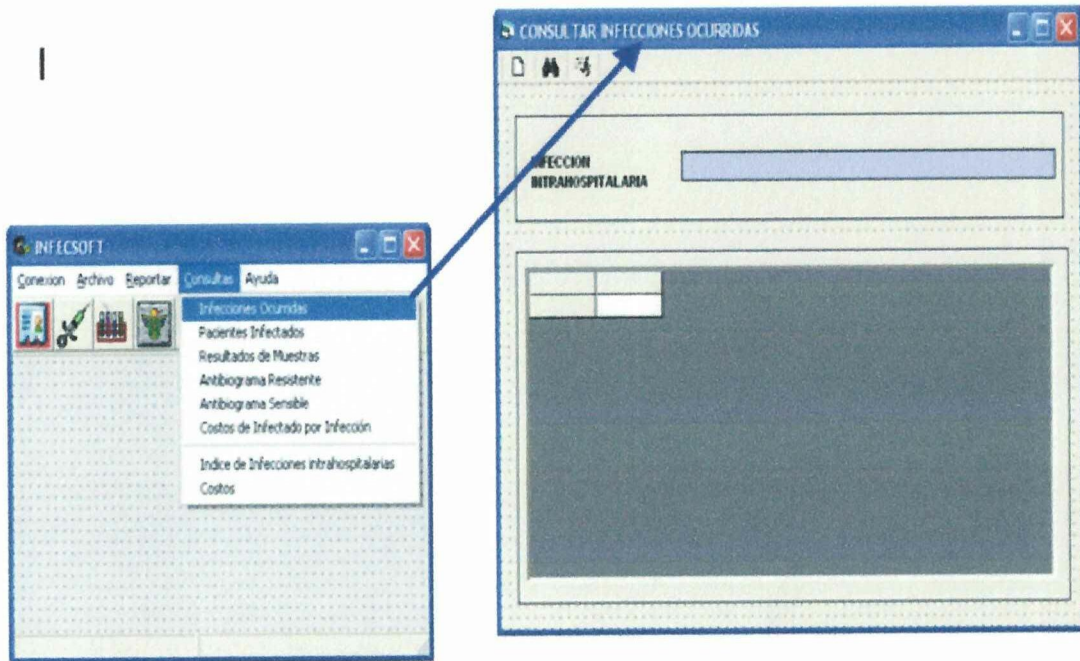 CONSULTAR INFECCIONES OCURRIDAS
INFECCION
INTRAHOSPITALARIA
INFECSOFT
Conexion Archivo Reportar Consultas Ayuda
Infecciones Ocurridas
Pacientes Infectados
Resultados de Muestras
Antibiograma Resistente
Antibiograma Sensible
Costos de Infectado por Infección
Indice de Infecciones intrahospitalarias
Costos